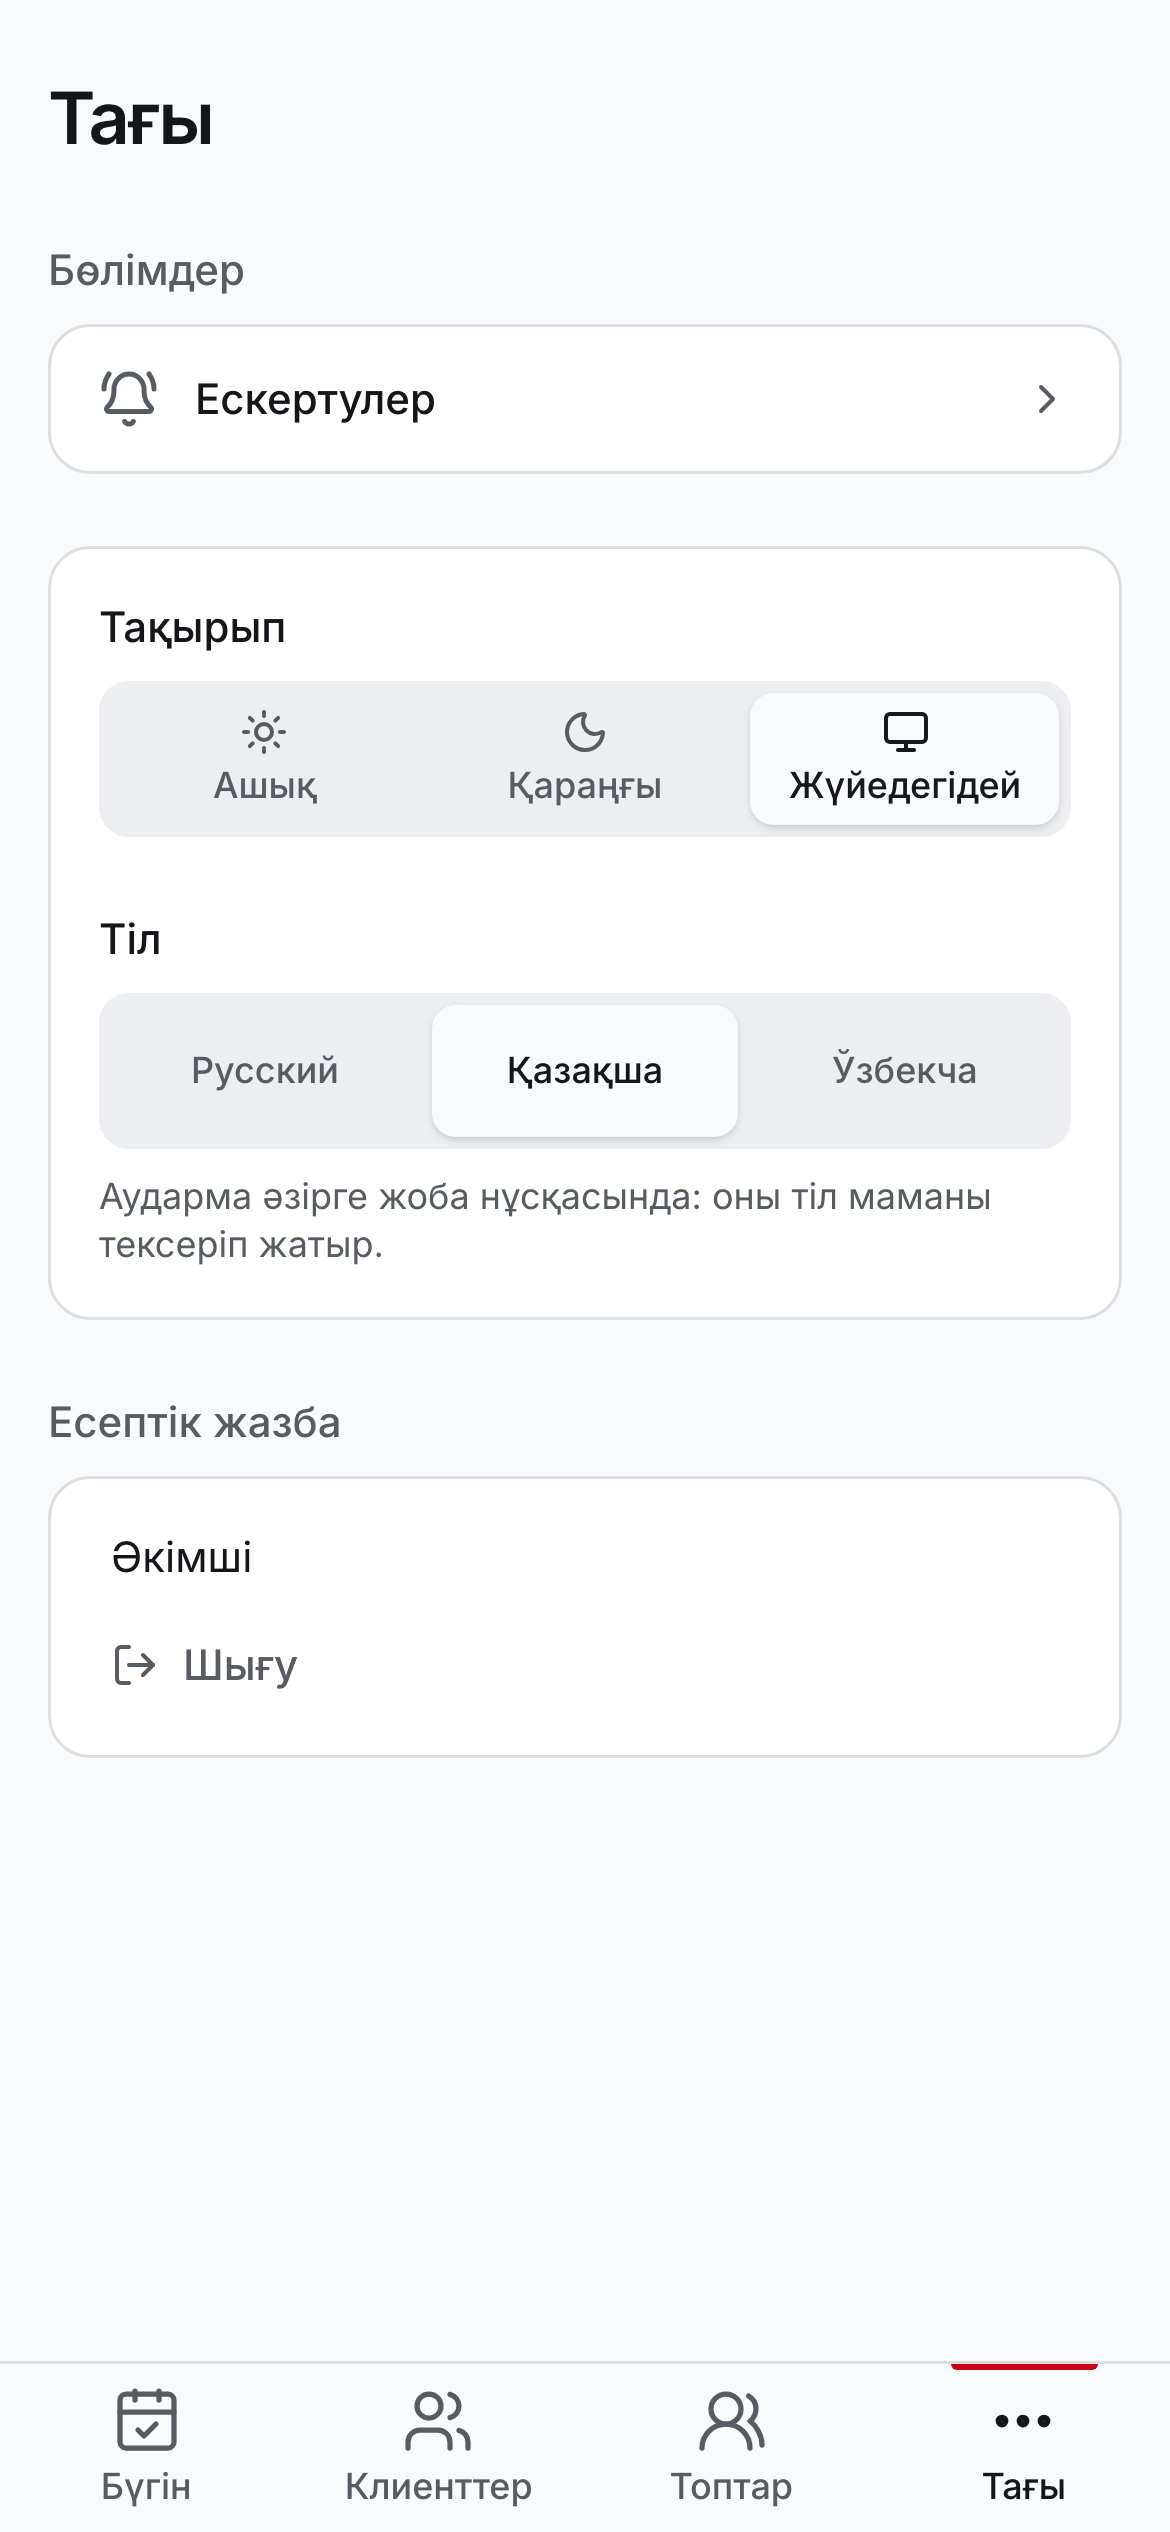 Тағы
Бөлімдер
Ескертулер
Тақырып
Ашық
Қараңғы
Жүйедегідей
Тіл
Русский
Қазақша
Ўзбекча
Аударма әзірге жоба нұсқасында: оны тіл маманы
тексеріп жатыр.
Есептік жазба
Әкімші
Шығу
Бүгін
Клиенттер
Топтар
Тағы